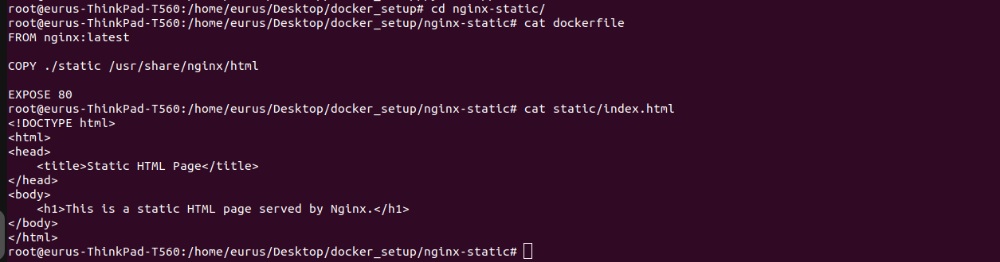 root@eurus-ThinkPad-T560:/home/eurus/Desktop/docker_setup# cd nginx-static/
root@eurus-ThinkPad-T560:/home/eurus/Desktop/docker_setup/nginx-static# cat dockerfile
FROM nginx:latest

COPY ./static /usr/share/nginx/html

EXPOSE 80
root@eurus-ThinkPad-T560:/home/eurus/Desktop/docker_setup/nginx-static# cat static/index.html
<!DOCTYPE html>
<html>
<head>
    <title>Static HTML Page</title>
</head>
<body>
    <h1>This is a static HTML page served by Nginx.</h1>
</body>
</html>
root@eurus-ThinkPad-T560:/home/eurus/Desktop/docker_setup/nginx-static#